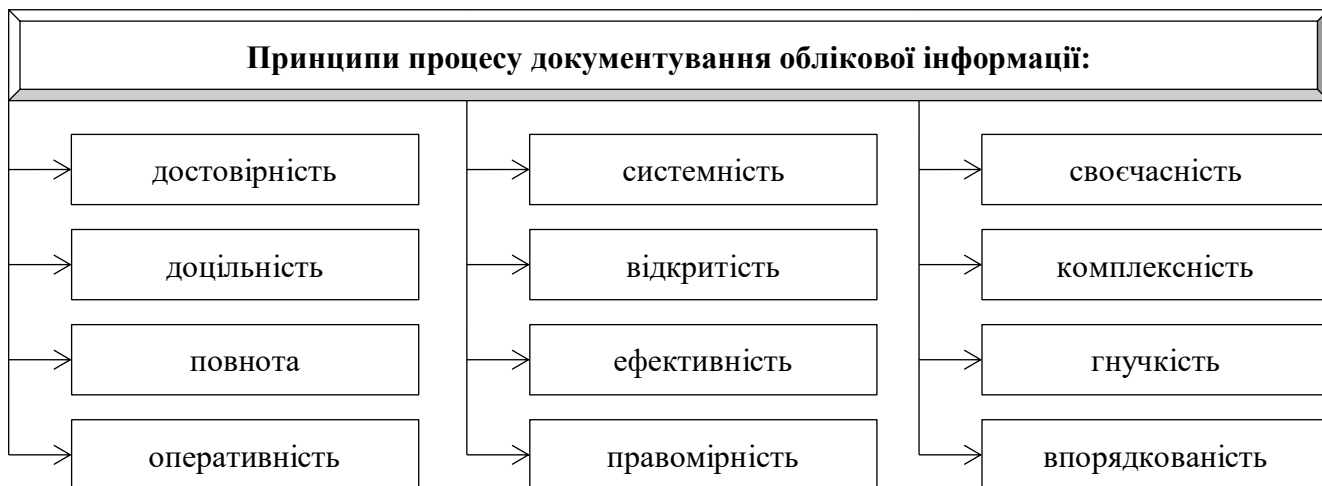 Принципи процесу документування облікової інформації:
достовірність
системність
своєчасність
доцільність
відкритість
комплексність
повнота
ефективність
гнучкість
оперативність
правомірність
впорядкованість